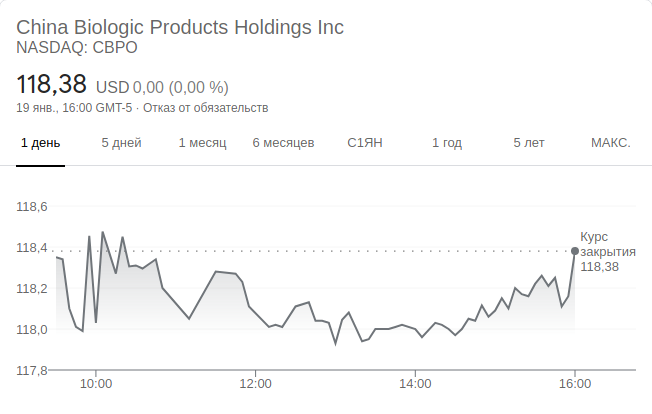 China Biologic Products Holdings Inc
NASDAQ: CBPO
118,38 USD 0,00 (0,00 %)
19 янв., 16:00 GMT-5 · Отказ от обязательств
1 день 5 дней 1 месяц 6 месяцев С1ЯН 1 год 5 лет МАКС.
118,6
118,4
118,2
118,0
117,8
Курс
закрытия
118,38
10:00 12:00 14:00 16:00